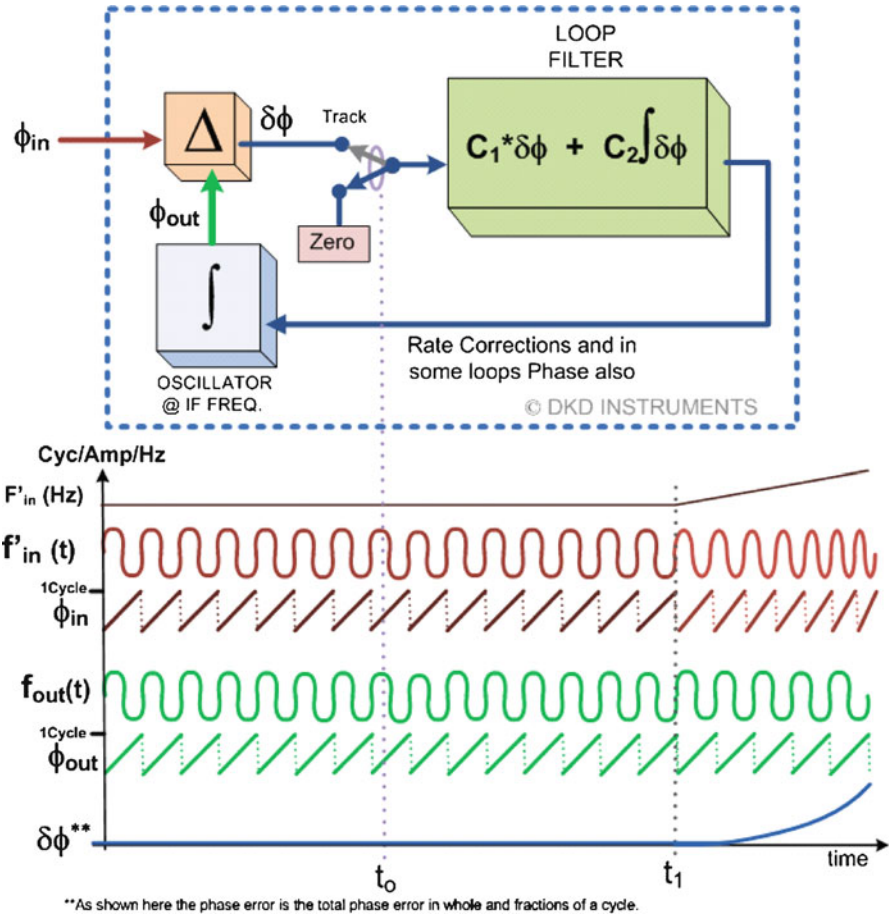 LOOP
FILTER
ϕin
Δ
δϕ
Track
C₁*δϕ + C₂∫δϕ
ϕout
Zero
∫
Rate Corrections and in
some loops Phase also
OSCILLATOR
@ IF FREQ.
© DKD INSTRUMENTS
Cyc/Amp/Hz
F'in (Hz)
f'in (t)
1Cycle
ϕin
fout(t)
1Cycle
ϕout
δϕ**
time
to
t1
**As shown here the phase error is the total phase error in whole and fractions of a cycle.